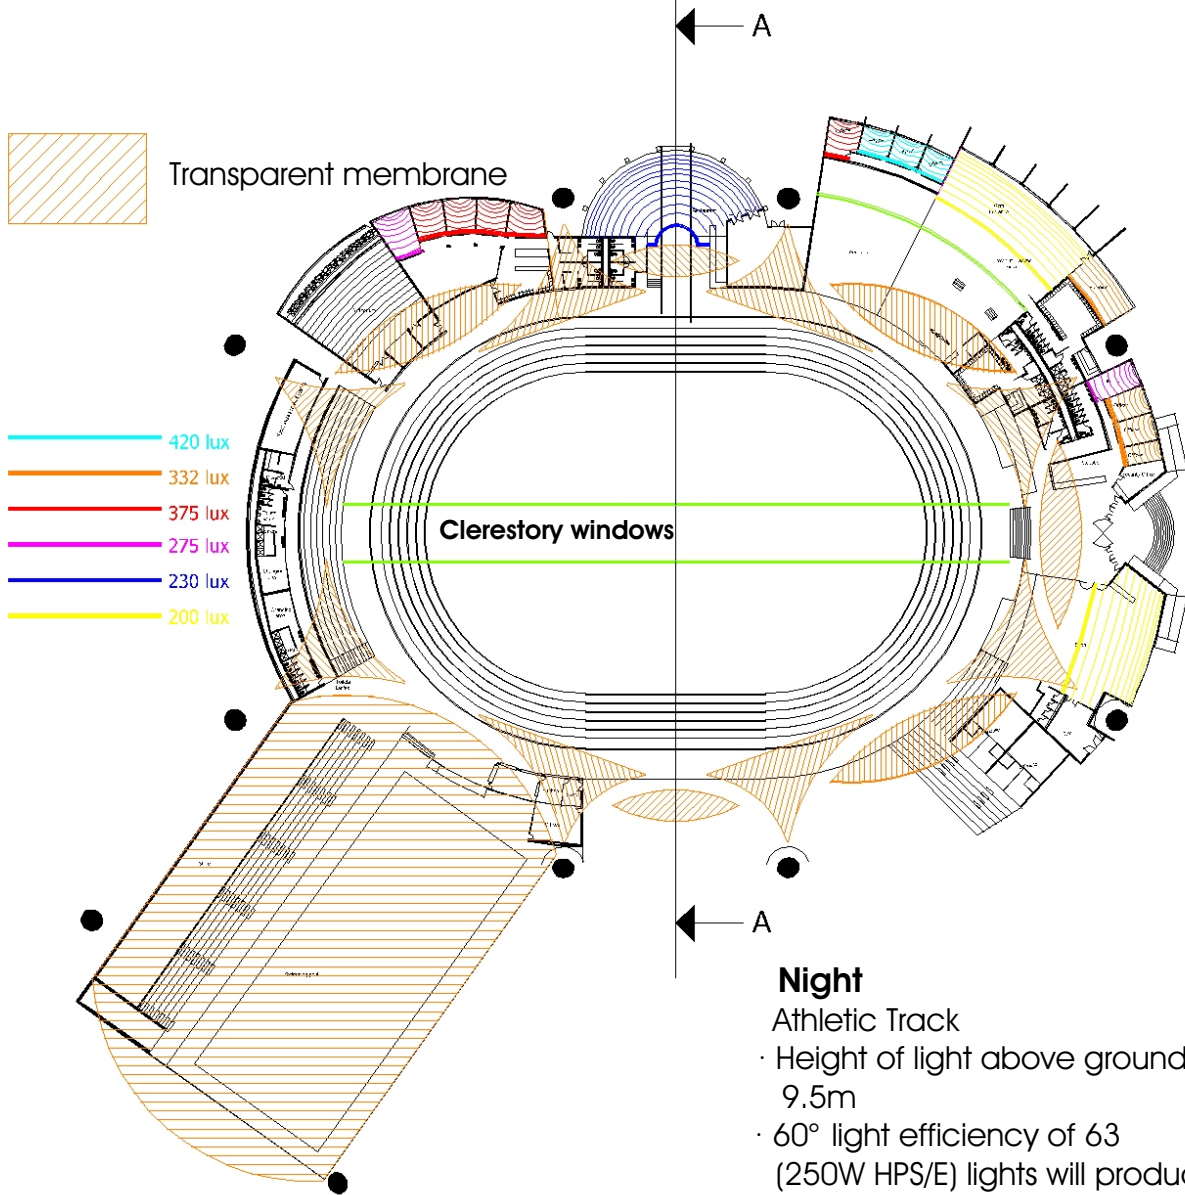 A
Transparent membrane
420 lux
332 lux
375 lux
275 lux
230 lux
200 lux
Clerestory windows
A
Night
Athletic Track
· Height of light above ground
9.5m
· 60° light efficiency of 63
(250W HPS/E) lights will produ